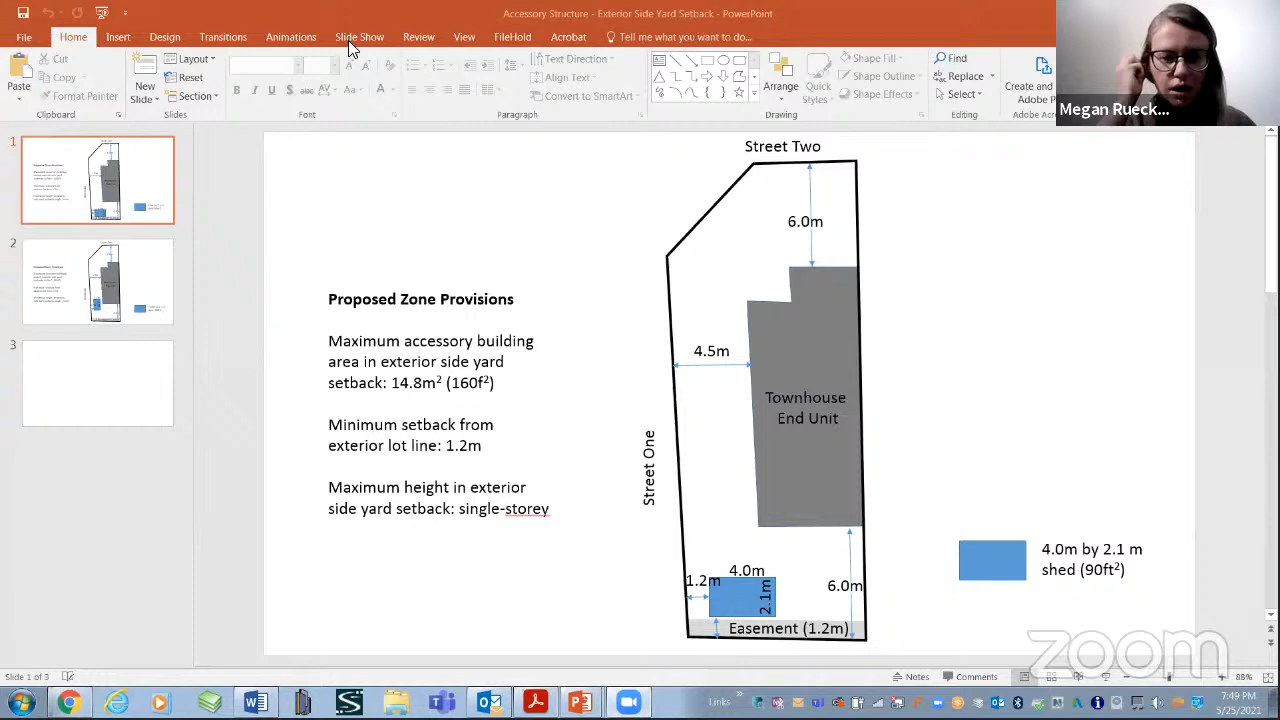 Accessory Structure - Exterior Side Yard Setback - PowerPoint
File Home Insert Design Transitions Animations Slide Show Review View FileHold Acrobat Tell me what you want to do...
Paste
Cut
Copy
Format Painter
Clipboard
New Slide
Layout
Reset
Section
Slides
B I U S abc AV Aa A
Font
Text Direction
Align Text
Convert to SmartArt
Paragraph
Arrange
Quick Styles
Shape Fill
Shape Outline
Shape Effects
Drawing
Find
Replace
Select
Editing
Create and
Adobe P
Megan Rueck...
1
2
3
Street Two
6.0m
Proposed Zone Provisions
Maximum accessory building
area in exterior side yard
setback: 14.8m² (160f²)
Minimum setback from
exterior lot line: 1.2m
Maximum height in exterior
side yard setback: single-storey
4.5m
Townhouse
End Unit
Street One
4.0m
1.2m
2.1m
6.0m
Easement (1.2m)
4.0m by 2.1 m
shed (90ft²)
zoom
Slide 1 of 3
Notes
Comments
88%
Links
7:49 PM
5/25/2021